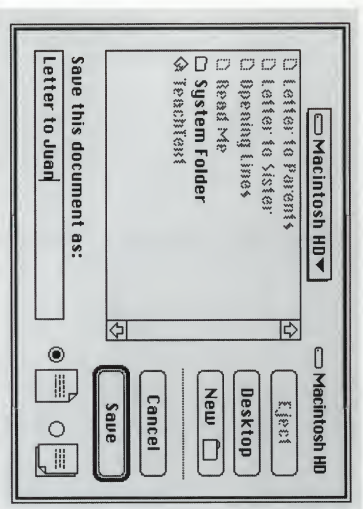 Macintosh HD
Letter to Parents
Letter to Sister
Opening Lines
Read Me
System Folder
TeachText
Macintosh HD
Eject
Desktop
New
Save this document as:
Letter to Juan
Cancel
Save